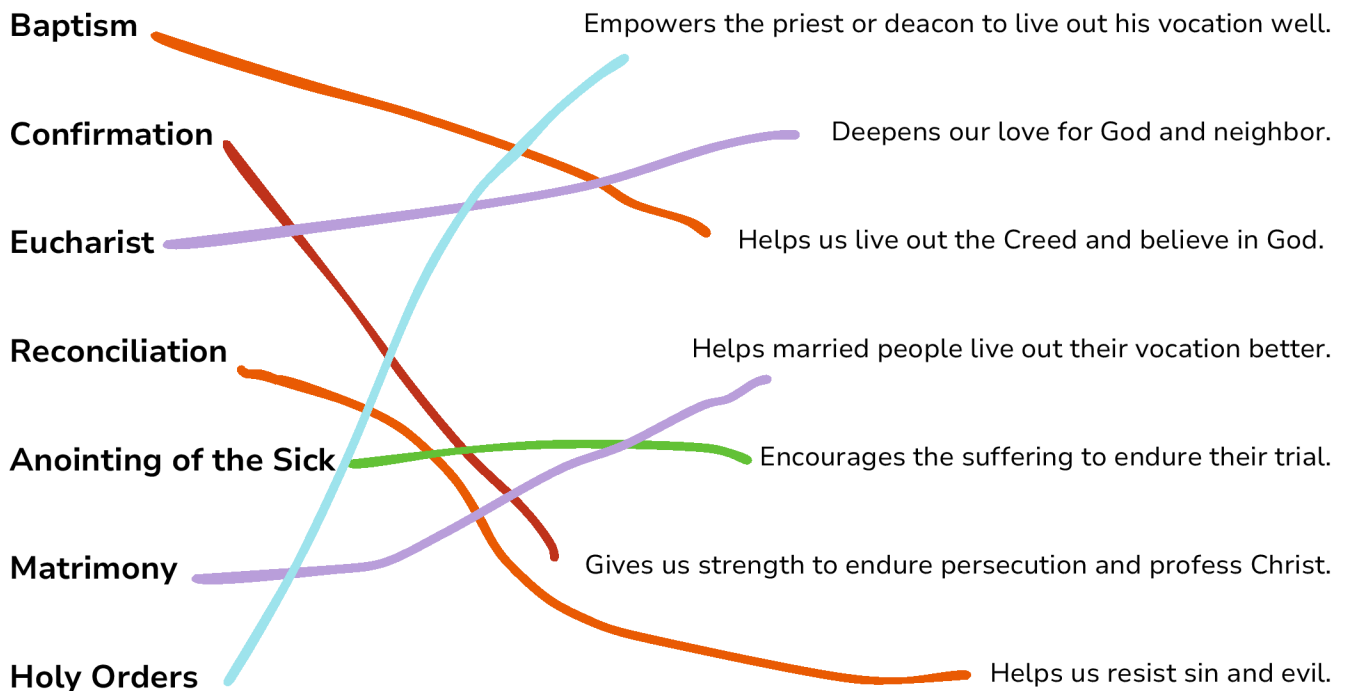 Baptism
Empowers the priest or deacon to live out his vocation well.
Confirmation
Deepens our love for God and neighbor.
Eucharist
Helps us live out the Creed and believe in God.
Reconciliation
Helps married people live out their vocation better.
Anointing of the Sick
Encourages the suffering to endure their trial.
Matrimony
Gives us strength to endure persecution and profess Christ.
Holy Orders
Helps us resist sin and evil.